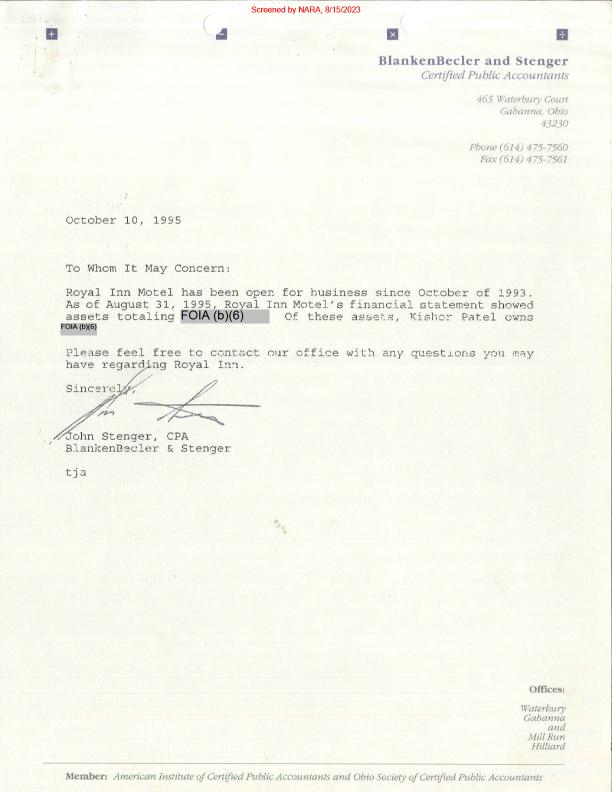 Screened by NARA, 8/15/2023
+ − × ÷
BlankenBecler and Stenger
Certified Public Accountants
465 Waterbury Court
Gahanna, Ohio
43230
Phone (614) 475-7560
Fax (614) 475-7561
October 10, 1995
To Whom It May Concern:
Royal Inn Motel has been open for business since October of 1993.
As of August 31, 1995, Royal Inn Motel's financial statement showed
assets totaling FOIA (b)(6) Of these assets, Kishor Patel owns
FOIA (b)(6)
Please feel free to contact our office with any questions you may
have regarding Royal Inn.
Sincerely,
John Stenger, CPA
BlankenBecler & Stenger
tja
Offices:
Waterbury
Gahanna
and
Mill Run
Hilliard
Member: American Institute of Certified Public Accountants and Ohio Society of Certified Public Accountants